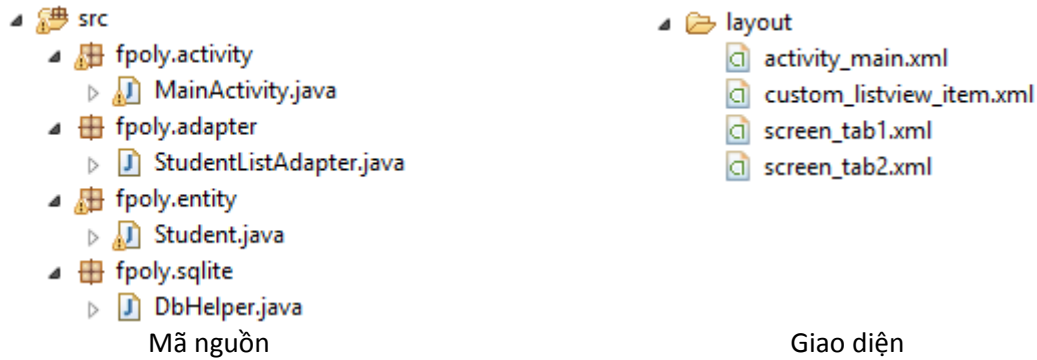 src
fpoly.activity
MainActivity.java
fpoly.adapter
StudentListAdapter.java
fpoly.entity
Student.java
fpoly.sqlite
DbHelper.java
Mã nguồn
layout
activity_main.xml
custom_listview_item.xml
screen_tab1.xml
screen_tab2.xml
Giao diện